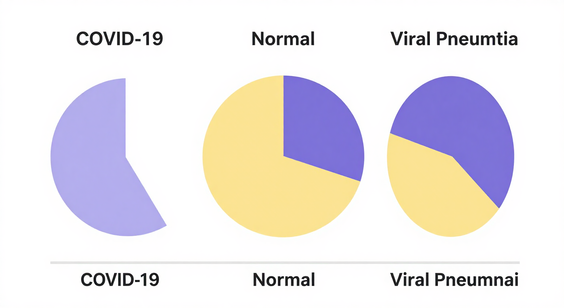 COVID-19 Normal Viral Pneumtia
COVID-19 Normal Viral Pneumnai